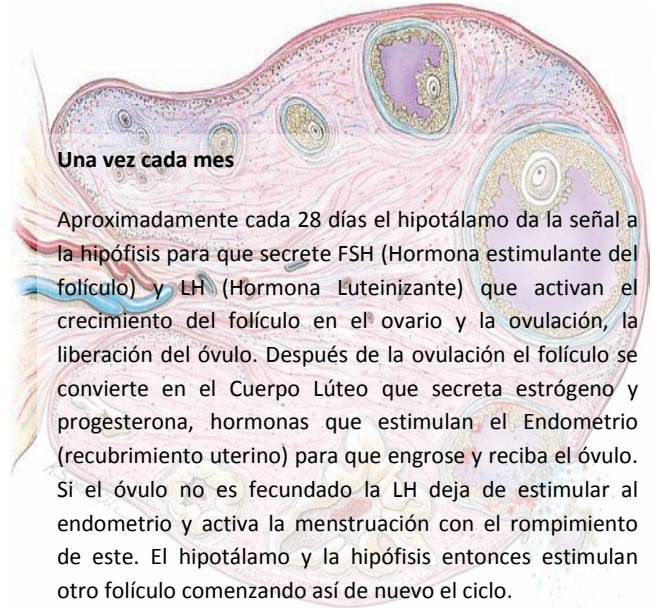 Una vez cada mes
Aproximadamente cada 28 días el hipotálamo da la señal a
la hipófisis para que secrete FSH (Hormona estimulante del
folículo) y LH (Hormona Luteinizante) que activan el
crecimiento del folículo en el ovario y la ovulación, la
liberación del óvulo. Después de la ovulación el folículo se
convierte en el Cuerpo Lúteo que secreta estrógeno y
progesterona, hormonas que estimulan el Endometrio
(recubrimiento uterino) para que engrose y reciba el óvulo.
Si el óvulo no es fecundado la LH deja de estimular al
endometrio y activa la menstruación con el rompimiento
de este. El hipotálamo y la hipófisis entonces estimulan
otro folículo comenzando así de nuevo el ciclo.